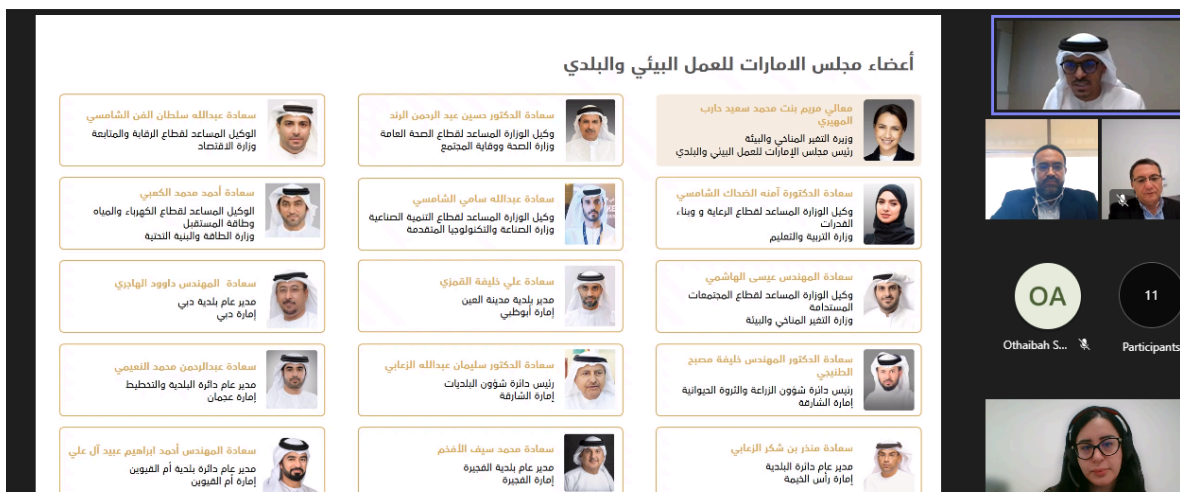 أعضاء مجلس الامارات للعمل البيئي والبلدي
معالي مريم بنت محمد سعيد حارب
المهيري
وزيرة التغير المناخي والبيئة
رئيس مجلس الإمارات للعمل البيئي والبلدي
سعادة الدكتور حسين عبد الرحمن الرند
وكيل الوزارة المساعد لقطاع الصحة العامة
وزارة الصحة ووقاية المجتمع
سعادة عبدالله سلطان الفن الشامسي
الوكيل المساعد لقطاع الرقابة والمتابعة
وزارة الاقتصاد
سعادة الدكتورة آمنه الضحاك الشامسي
وكيل الوزارة المساعد لقطاع الرعاية و وبناء
القدرات
وزارة التربية والتعليم
سعادة عبدالله سامي الشامسي
وكيل الوزارة المساعد لقطاع التنمية الصناعية
وزارة الصناعة والتكنولوجيا المتقدمة
سعادة أحمد محمد الكعبي
الوكيل المساعد لقطاع الكهرباء والمياه
وطاقة المستقبل
وزارة الطاقة والبنية التحتية
سعادة المهندس عيسى الهاشمي
وكيل الوزارة المساعد لقطاع المجتمعات
المستدامة
وزارة التغير المناخي والبيئة
سعادة علي خليفة القمزي
مدير بلدية مدينة العين
إمارة أبوظبي
سعادة المهندس داوود الهاجري
مدير عام بلدية دبي
إمارة دبي
سعادة الدكتور المهندس خليفة مصبح
الطنيجي
رئيس دائرة شؤون الزراعة والثروة الحيوانية
إمارة الشارقة
سعادة الدكتور سليمان عبدالله الزعابي
رئيس دائرة شؤون البلديات
إمارة الشارقة
سعادة عبدالرحمن محمد النعيمي
مدير عام دائرة البلدية والتخطيط
إمارة عجمان
سعادة منذر بن شكر الزعابي
مدير عام دائرة البلدية
إمارة رأس الخيمة
سعادة محمد سيف الأفخم
مدير عام بلدية الفجيرة
إمارة الفجيرة
سعادة المهندس أحمد ابراهيم عبيد آل علي
مدير عام دائرة بلدية أم القيوين
إمارة أم القيوين
OA
11
Othaibah S...
Participants